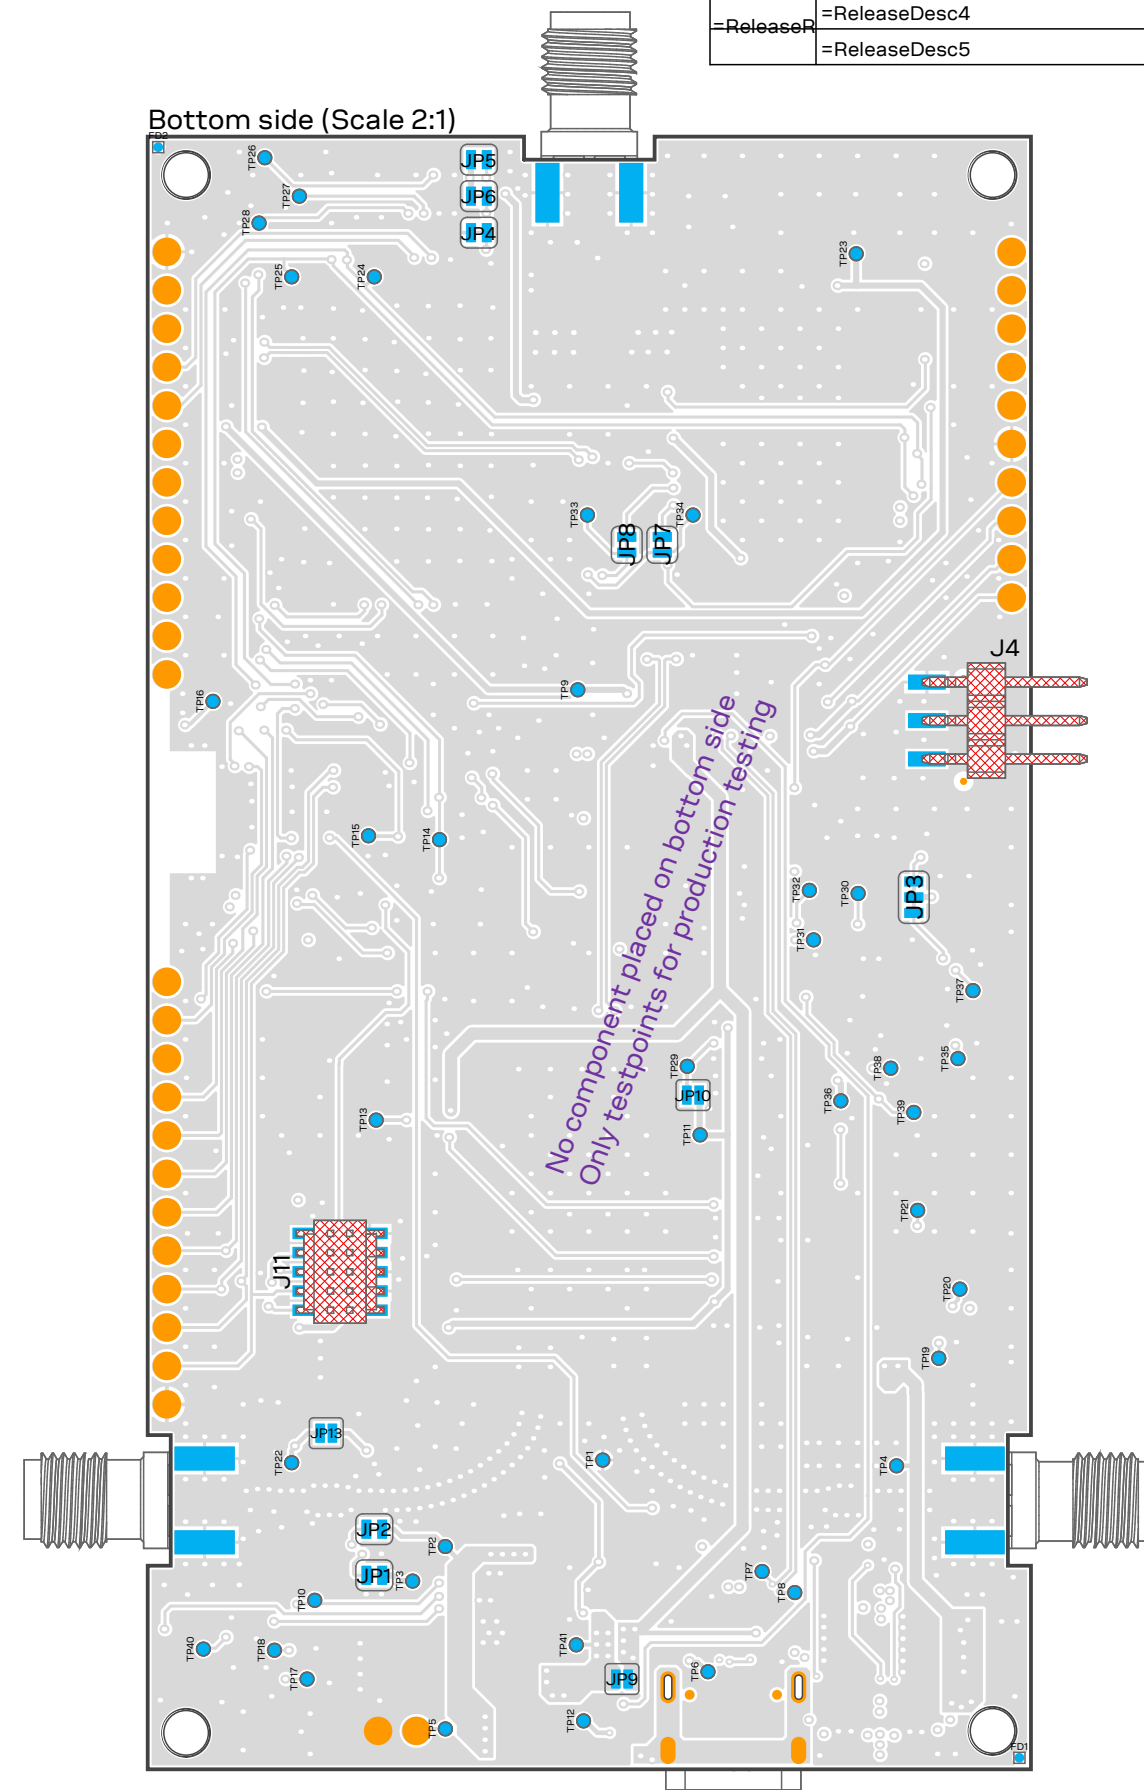 =ReleaseDesc4
=ReleaseR
=ReleaseDesc5
Bottom side (Scale 2:1)
FD2
TP26
JP5
TP27
JP6
TP28
JP4
TP23
TP25
TP24
TP33
JP8
JP7
TP34
J4
TP16
TP9
No component placed on bottom side
Only testpoints for production testing
TP15
TP14
TP32
TP30
JP3
TP31
TP37
TP35
TP29
TP38
JP10
TP36
TP39
TP13
TP11
TP21
J11
TP20
TP19
JP13
TP22
TP1
TP4
JP2
TP2
JP1
TP3
TP7
TP8
TP10
TP40
TP18
TP41
TP17
JP9
TP6
TP5
TP12
FD1